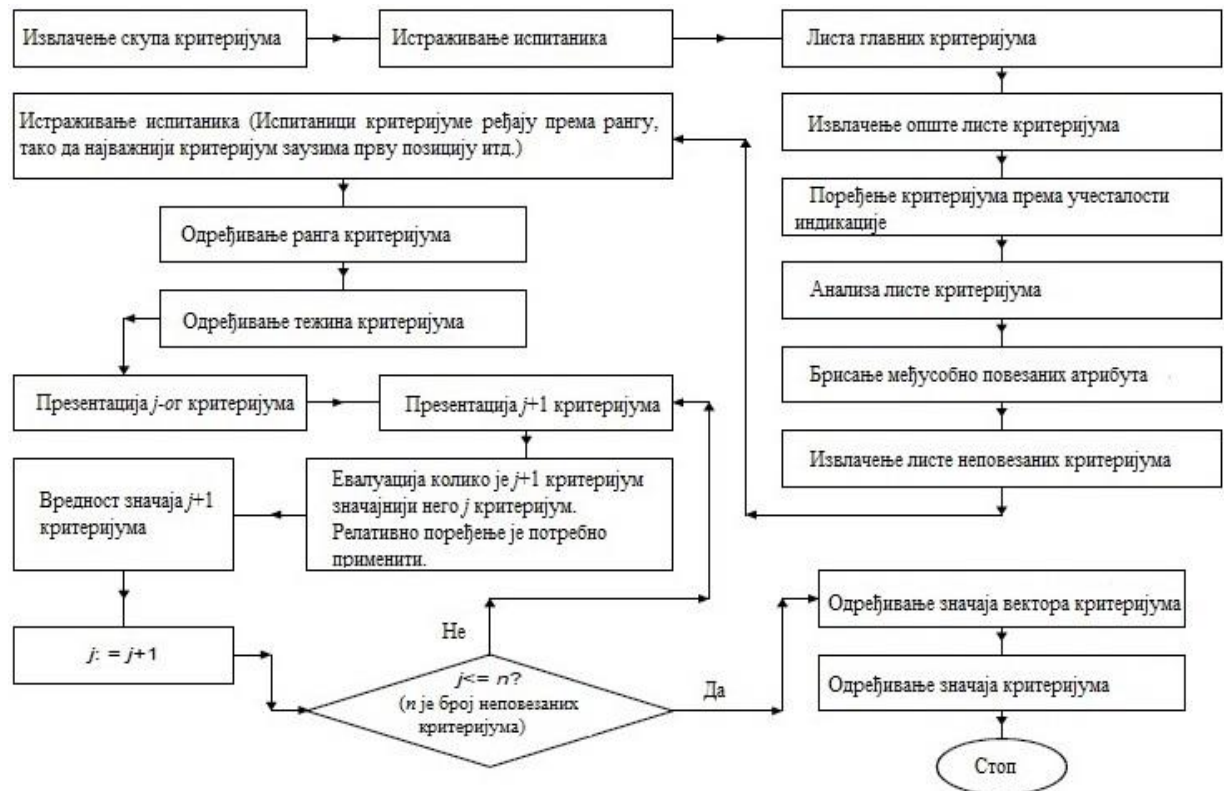 Извлачење скупа критеријума
Истраживање испитаника
Листа главних критеријума
Извлачење опште листе критеријума
Поређење критеријума према учесталости
индикације
Анализа листе критеријума
Брисање међусобно повезаних атрибута
Извлачење листе неповезаних критеријума
Истраживање испитаника (Испитаници критеријуме ређају према рангу,
тако да најважнији критеријум заузима прву позицију итд.)
Одређивање ранга критеријума
Одређивање тежина критеријума
Презентација j-ог критеријума
Презентација j+1 критеријума
Евалуација колико је j+1 критеријум
значајнији него j критеријум.
Релативно поређење је потребно
применити.
Вредност значаја j+1
критеријума
j: = j+1
j<= n?
(n је број неповезаних
критеријума)
Не
Да
Одређивање значаја вектора критеријума
Одређивање значаја критеријума
Стоп